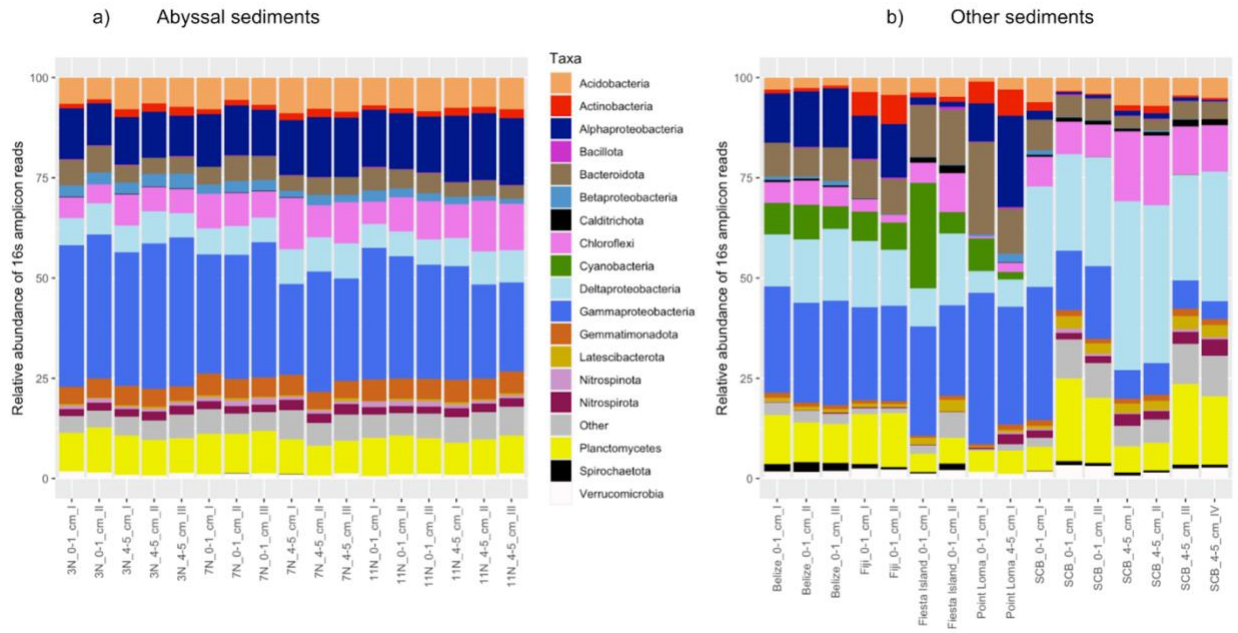 a) Abyssal sediments
b) Other sediments
Relative abundance of 16s amplicon reads
100
75
50
25
0
3N_0-1_cm_I
3N_0-1_cm_II
3N_4-5_cm_I
3N_4-5_cm_II
3N_4-5_cm_III
7N_0-1_cm_I
7N_0-1_cm_II
7N_0-1_cm_III
7N_4-5_cm_I
7N_4-5_cm_II
7N_4-5_cm_III
11N_0-1_cm_I
11N_0-1_cm_II
11N_0-1_cm_III
11N_4-5_cm_I
11N_4-5_cm_II
11N_4-5_cm_III
Taxa
Acidobacteria
Actinobacteria
Alphaproteobacteria
Bacillota
Bacteroidota
Betaproteobacteria
Calditrichota
Chloroflexi
Cyanobacteria
Deltaproteobacteria
Gammaproteobacteria
Gemmatimonadota
Latescibacterota
Nitrospinota
Nitrospirota
Other
Planctomycetes
Spirochaetota
Verrucomicrobia
Relative abundance of 16s amplicon reads
100
75
50
25
0
Belize_0-1_cm_I
Belize_0-1_cm_II
Belize_0-1_cm_III
Fiji_0-1_cm_I
Fiji_0-1_cm_II
Fiesta Island_0-1_cm_I
Fiesta Island_0-1_cm_II
Point Loma_0-1_cm_I
Point Loma_4-5_cm_I
SCB_0-1_cm_I
SCB_0-1_cm_II
SCB_0-1_cm_III
SCB_4-5_cm_I
SCB_4-5_cm_II
SCB_4-5_cm_III
SCB_4-5_cm_IV